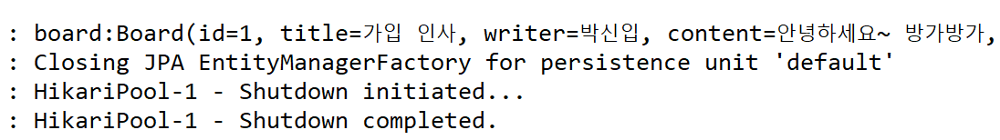 : board:Board(id=1, title=가입 인사, writer=박신입, content=안녕하세요~ 방가방가,
: Closing JPA EntityManagerFactory for persistence unit 'default'
: HikariPool-1 - Shutdown initiated...
: HikariPool-1 - Shutdown completed.